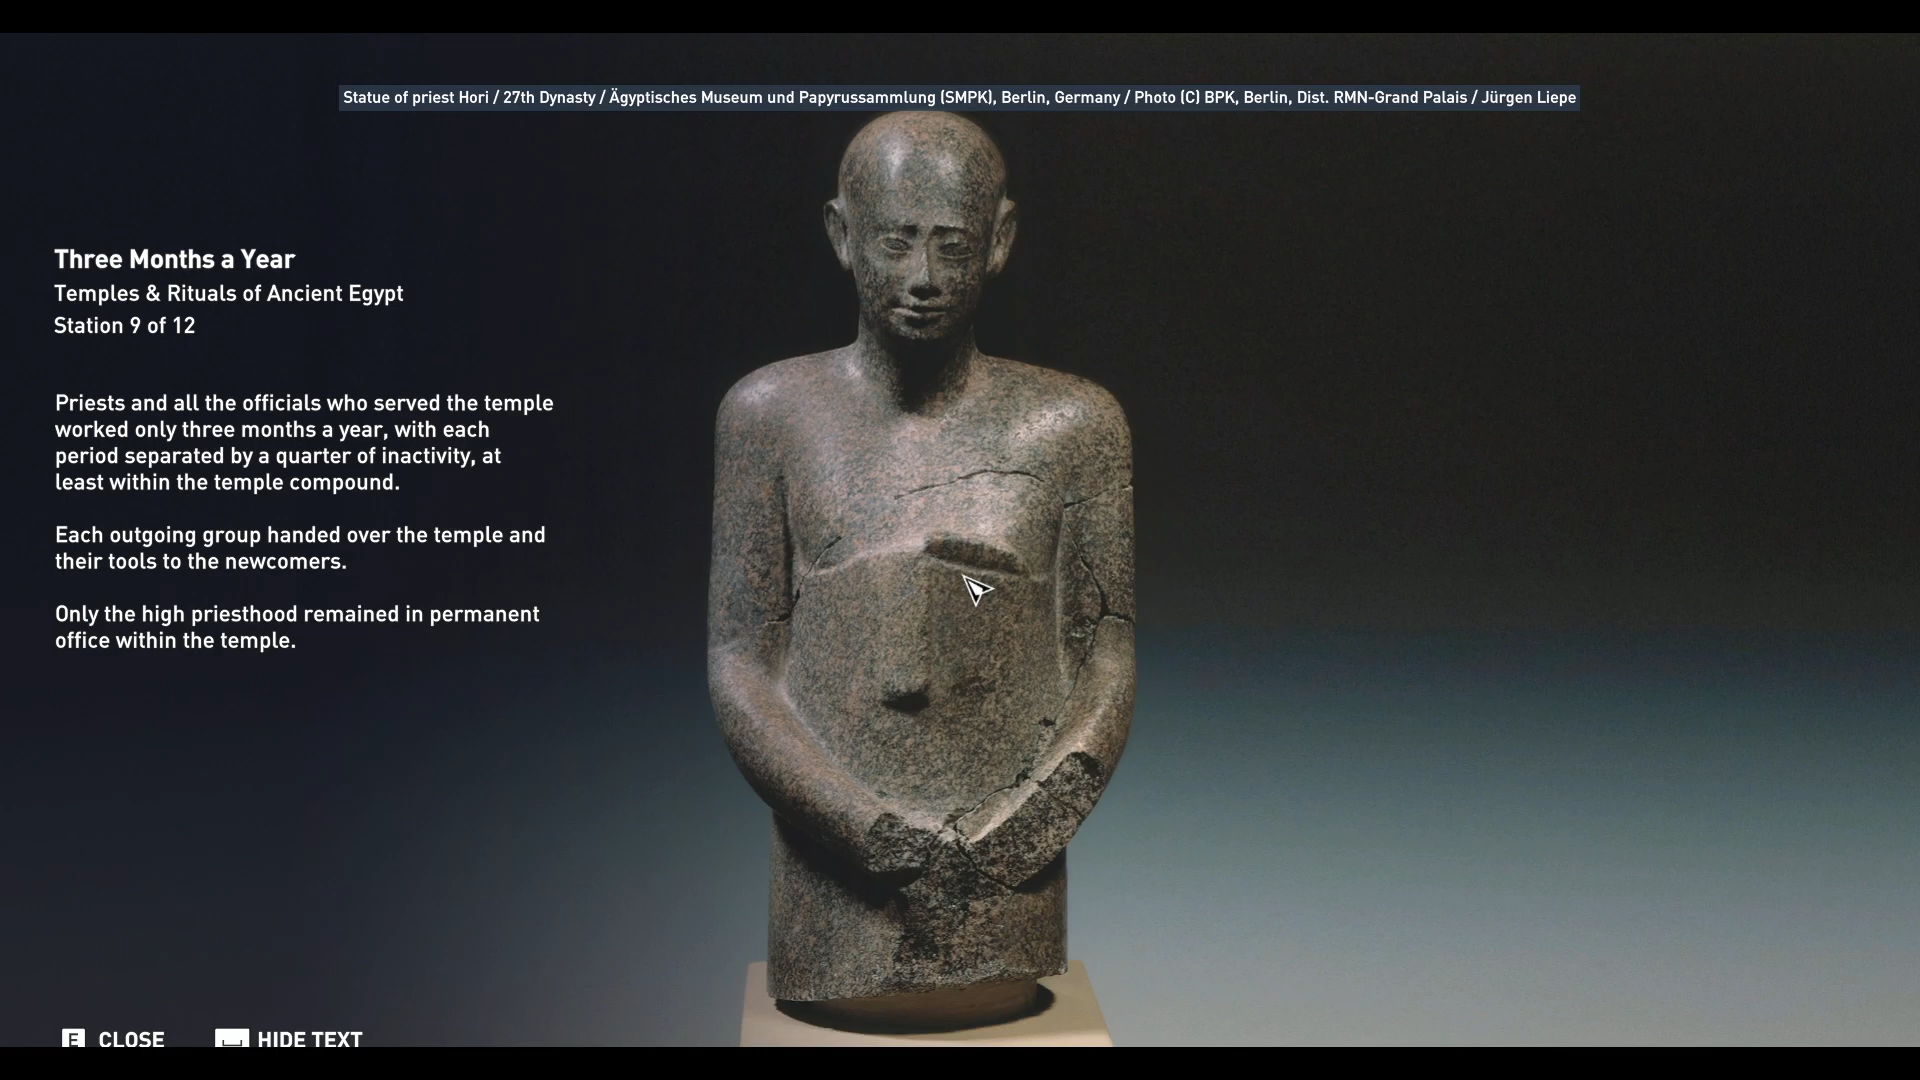 Statue of priest Hori / 27th Dynasty / Ägyptisches Museum und Papyrussammlung (SMPK), Berlin, Germany / Photo (C) BPK, Berlin, Dist. RMN-Grand Palais / Jürgen Liepe
Three Months a Year
Temples & Rituals of Ancient Egypt
Station 9 of 12
Priests and all the officials who served the temple
worked only three months a year, with each
period separated by a quarter of inactivity, at
least within the temple compound.
Each outgoing group handed over the temple and
their tools to the newcomers.
Only the high priesthood remained in permanent
office within the temple.
E CLOSE HIDE TEXT